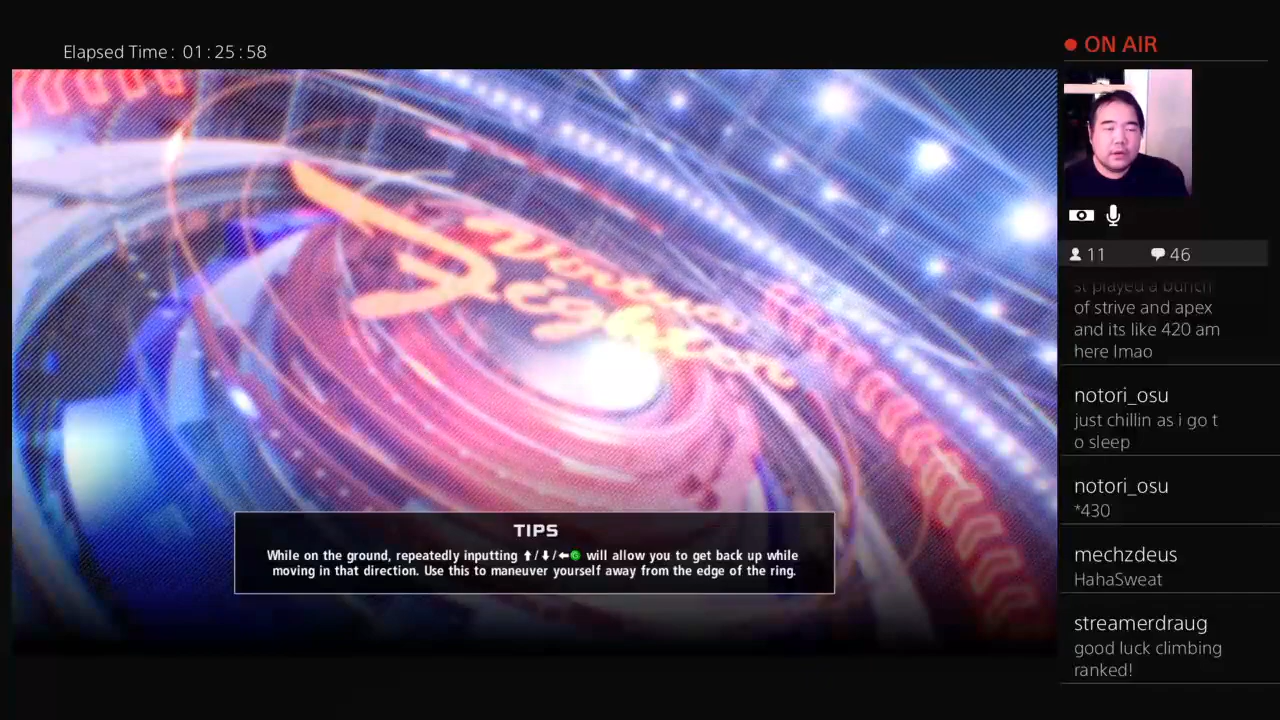 Elapsed Time: 01:25:58
ON AIR
Virtua
Fighter
11 46
st played a bunch
of strive and apex
and its like 420 am
here lmao
notori_osu
just chillin as i go t
o sleep
notori_osu
*430
mechzdeus
HahaSweat
streamerdraug
good luck climbing
ranked!
TIPS
While on the ground, repeatedly inputting ↑/↓/←G will allow you to get back up while
moving in that direction. Use this to maneuver yourself away from the edge of the ring.